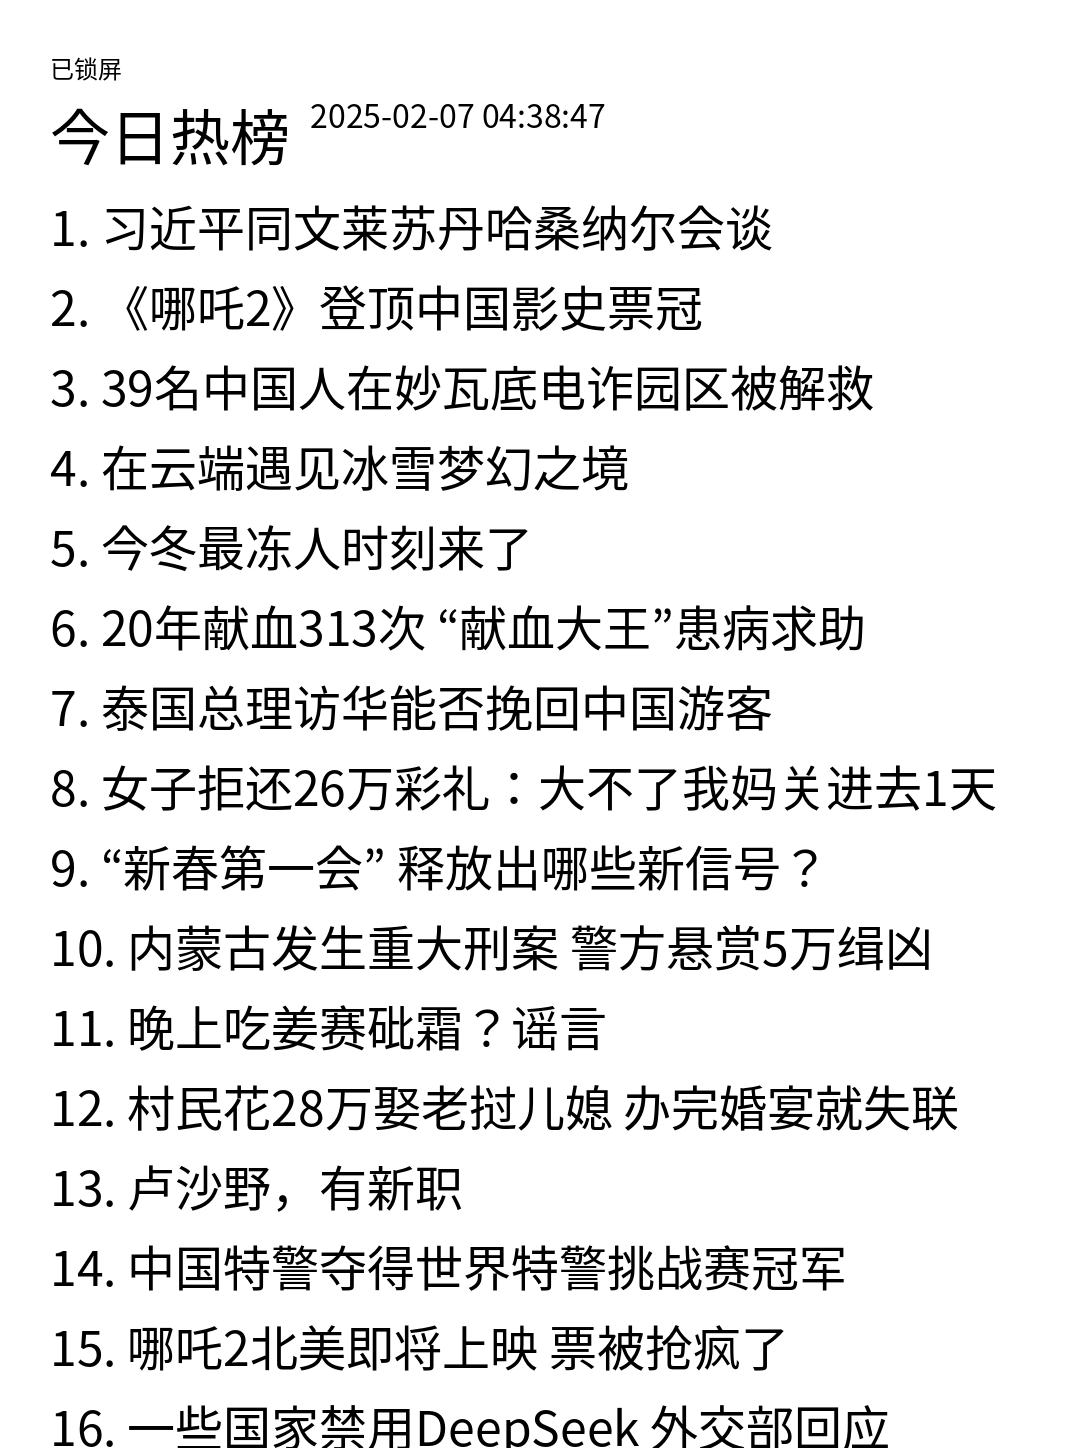 已锁屏
今日热榜 2025-02-07 04:38:47
1. 习近平同文莱苏丹哈桑纳尔会谈
2. 《哪吒2》登顶中国影史票冠
3. 39名中国人在妙瓦底电诈园区被解救
4. 在云端遇见冰雪梦幻之境
5. 今冬最冻人时刻来了
6. 20年献血313次 “献血大王”患病求助
7. 泰国总理访华能否挽回中国游客
8. 女子拒还26万彩礼：大不了我妈关进去1天
9. “新春第一会” 释放出哪些新信号？
10. 内蒙古发生重大刑案 警方悬赏5万缉凶
11. 晚上吃姜赛砒霜？谣言
12. 村民花28万娶老挝儿媳 办完婚宴就失联
13. 卢沙野，有新职
14. 中国特警夺得世界特警挑战赛冠军
15. 哪吒2北美即将上映 票被抢疯了
16. 一些国家禁用DeepSeek 外交部回应